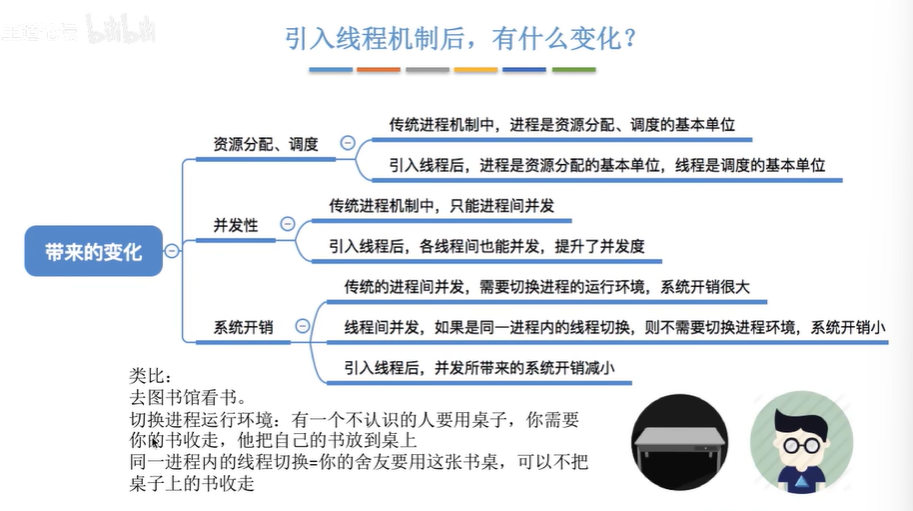 bilibili
引入线程机制后，有什么变化？
带来的变化
资源分配、调度
传统进程机制中，进程是资源分配、调度的基本单位
引入线程后，进程是资源分配的基本单位，线程是调度的基本单位
并发性
传统进程机制中，只能进程间并发
引入线程后，各线程间也能并发，提升了并发度
系统开销
传统的进程间并发，需要切换进程的运行环境，系统开销很大
线程间并发，如果是同一进程内的线程切换，则不需要切换进程环境，系统开销小
引入线程后，并发所带来的系统开销减小
类比：
去图书馆看书。
切换进程运行环境：有一个不认识的人要用桌子，你需要
你的书收走，他把自己的书放到桌上
同一进程内的线程切换=你的舍友要用这张书桌，可以不把
桌子上的书收走